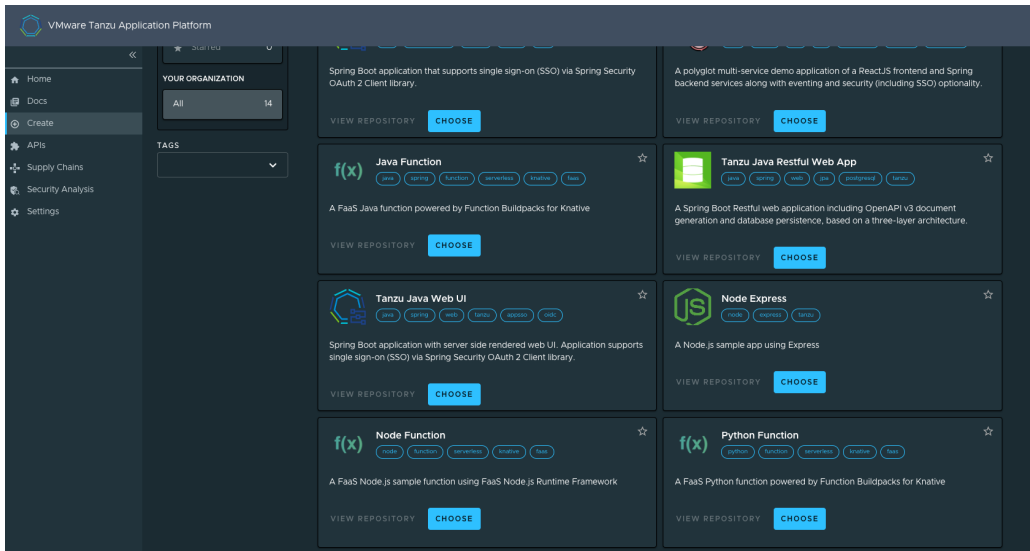 VMware Tanzu Application Platform
«
Home
Docs
Create
APIs
Supply Chains
Security Analysis
Settings
Starred 0
YOUR ORGANIZATION
All 14
TAGS
Spring Boot application that supports single sign-on (SSO) via Spring Security
OAuth 2 Client library.
VIEW REPOSITORY CHOOSE
A polyglot multi-service demo application of a ReactJS frontend and Spring
backend services along with eventing and security (including SSO) optionality.
VIEW REPOSITORY CHOOSE
f(x)
Java Function
java spring function serverless knative faas
A FaaS Java function powered by Function Buildpacks for Knative
VIEW REPOSITORY CHOOSE
Tanzu Java Restful Web App
java spring web jpa postgresql tanzu
A Spring Boot Restful web application including OpenAPI v3 document
generation and database persistence, based on a three-layer architecture.
VIEW REPOSITORY CHOOSE
Tanzu Java Web UI
java spring web tanzu appsso oidc
Spring Boot application with server side rendered web UI. Application supports
single sign-on (SSO) via Spring Security OAuth 2 Client library.
VIEW REPOSITORY CHOOSE
JS
Node Express
node express tanzu
A Node.js sample app using Express
VIEW REPOSITORY CHOOSE
f(x)
Node Function
node function serverless knative faas
A FaaS Node.js sample function using FaaS Node.js Runtime Framework
VIEW REPOSITORY CHOOSE
f(x)
Python Function
python function serverless knative faas
A FaaS Python function powered by Function Buildpacks for Knative
VIEW REPOSITORY CHOOSE